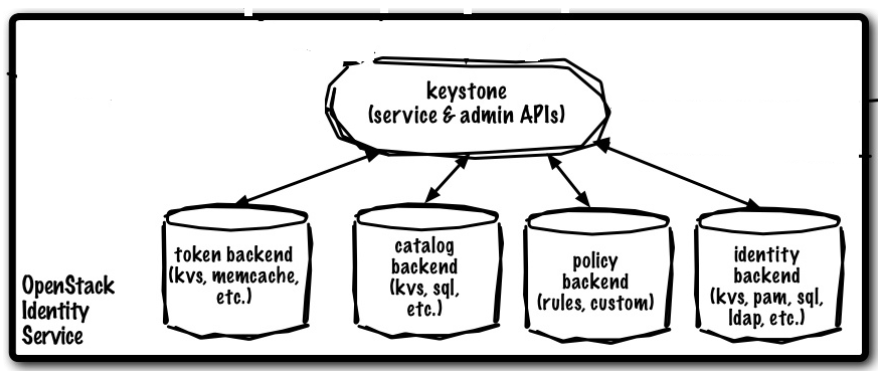 keystone
(service & admin APIs)
token backend
(kvs, memcache,
etc.)
catalog
backend
(kvs, sql,
etc.)
policy
backend
(rules, custom)
identity
backend
(kvs, pam, sql,
ldap, etc.)
OpenStack
Identity
Service